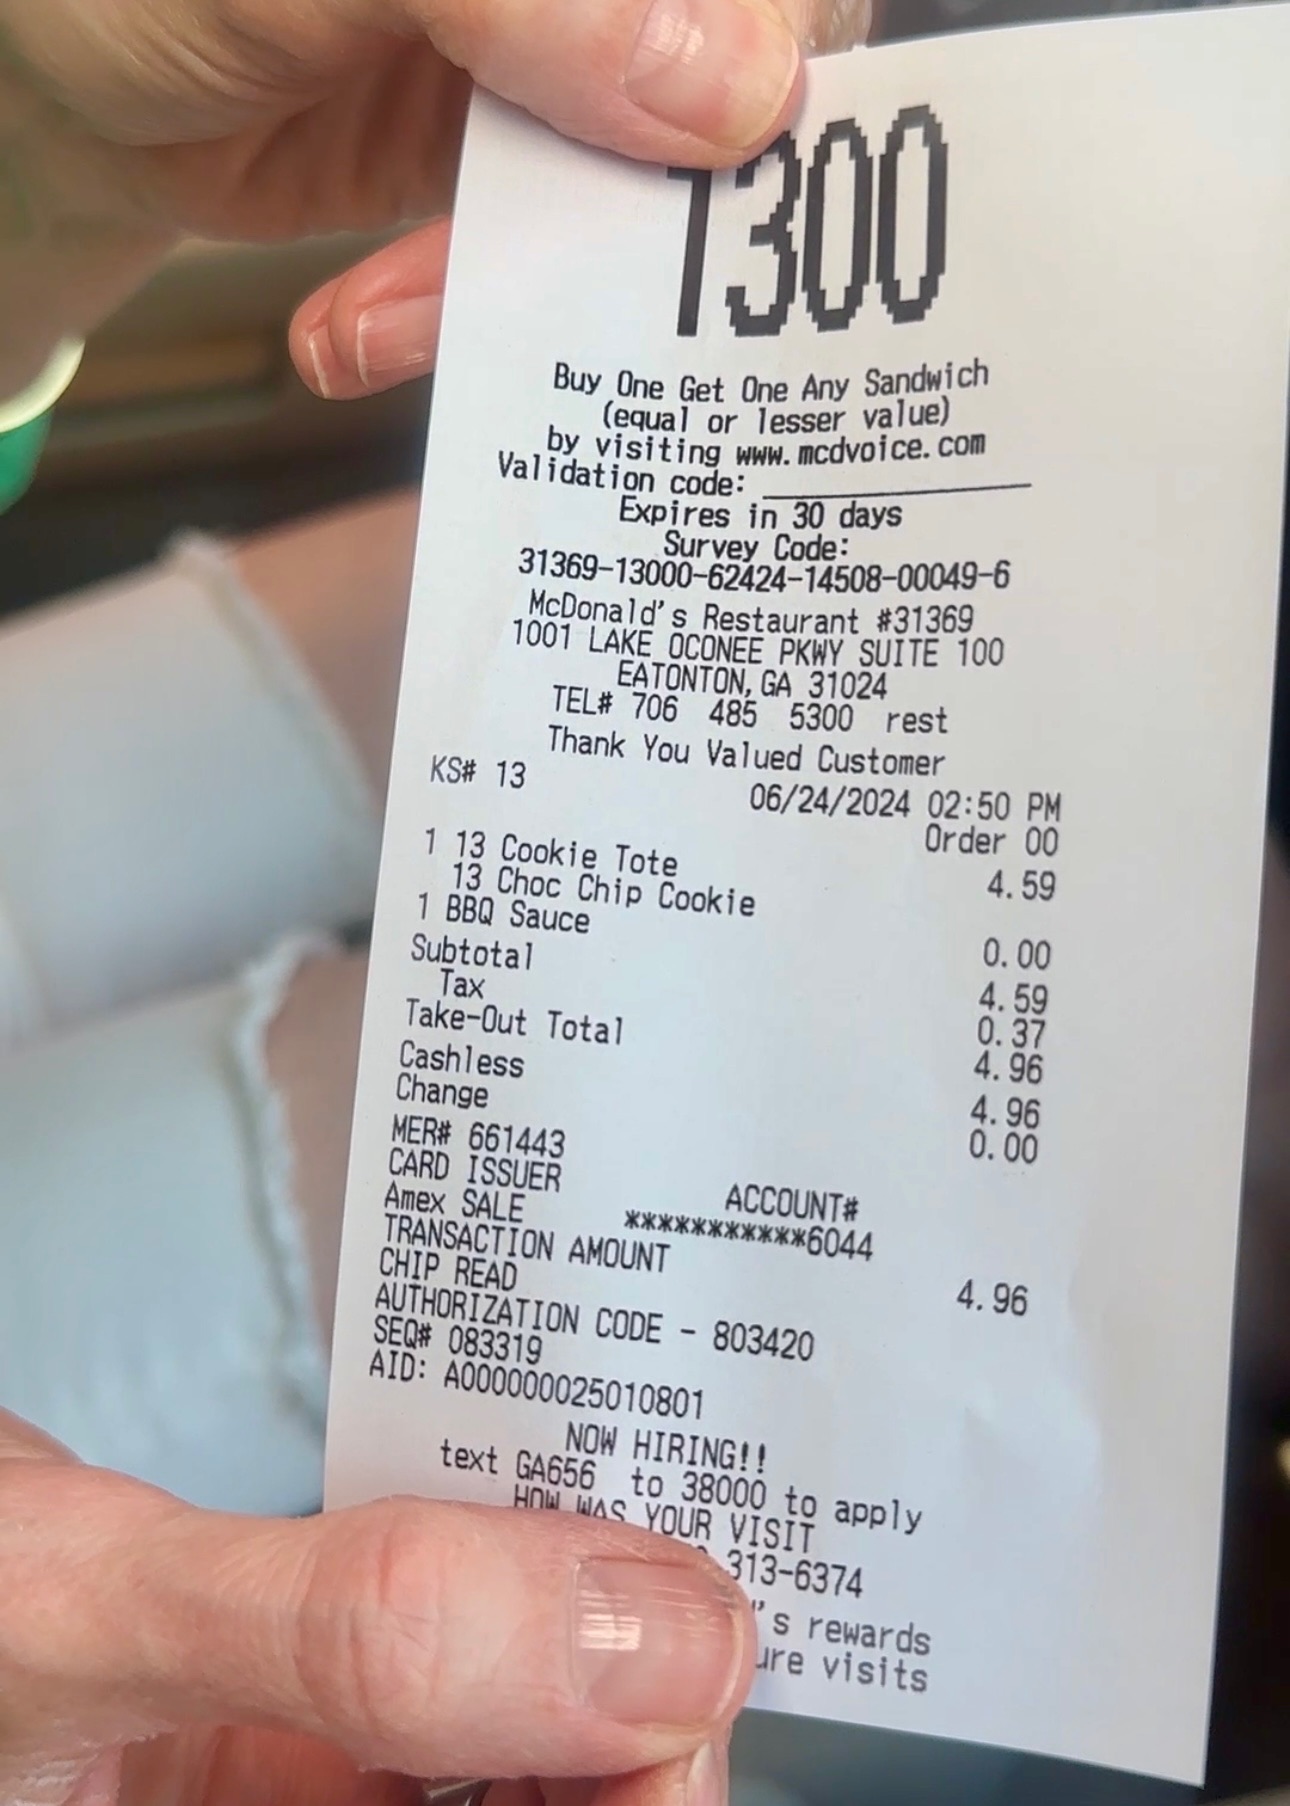 1300
Buy One Get One Any Sandwich
(equal or lesser value)
by visiting www.mcdvoice.com
Validation code: ____________
Expires in 30 days
Survey Code:
31369-13000-62424-14508-00049-6
McDonald's Restaurant #31369
1001 LAKE OCONEE PKWY SUITE 100
EATONTON, GA 31024
TEL# 706 485 5300 rest
Thank You Valued Customer
KS# 13 06/24/2024 02:50 PM
Order 00
1 13 Cookie Tote 4.59
13 Choc Chip Cookie
1 BBQ Sauce 0.00
Subtotal 4.59
Tax 0.37
Take-Out Total 4.96
Cashless 4.96
Change 0.00
MER# 661443
CARD ISSUER ACCOUNT#
Amex SALE ***********6044
TRANSACTION AMOUNT 4.96
CHIP READ
AUTHORIZATION CODE - 803420
SEQ# 083319
AID: A000000025010801
NOW HIRING!!
text GA656 to 38000 to apply
HOW WAS YOUR VISIT
313-6374
's rewards
visits